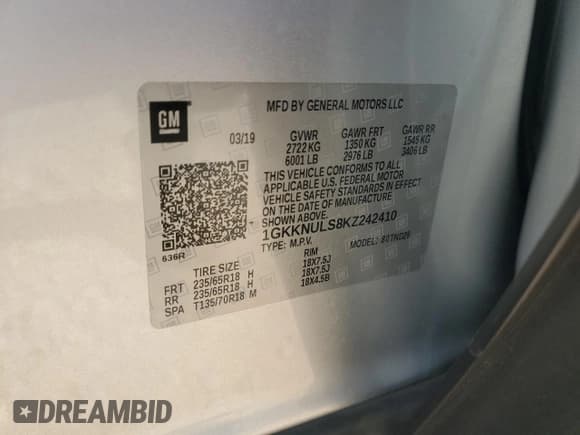 GM
MFD BY GENERAL MOTORS LLC
03/19 GVWR GAWR FRT GAWR RR
2722 KG 1350 KG 1545 KG
6001 LB 2976 LB 3406 LB
THIS VEHICLE CONFORMS TO ALL
APPLICABLE U.S. FEDERAL MOTOR
VEHICLE SAFETY STANDARDS IN EFFECT
ON THE DATE OF MANUFACTURE
SHOWN ABOVE.
1GKKNULS8KZ242410
TYPE: M.P.V. MODEL:
636R
TIRE SIZE RIM
FRT 235/65R18 H 18X7.5J
RR 235/65R18 H 18X7.5J
SPA T135/70R18 M 18X4.5B
DREAMBID